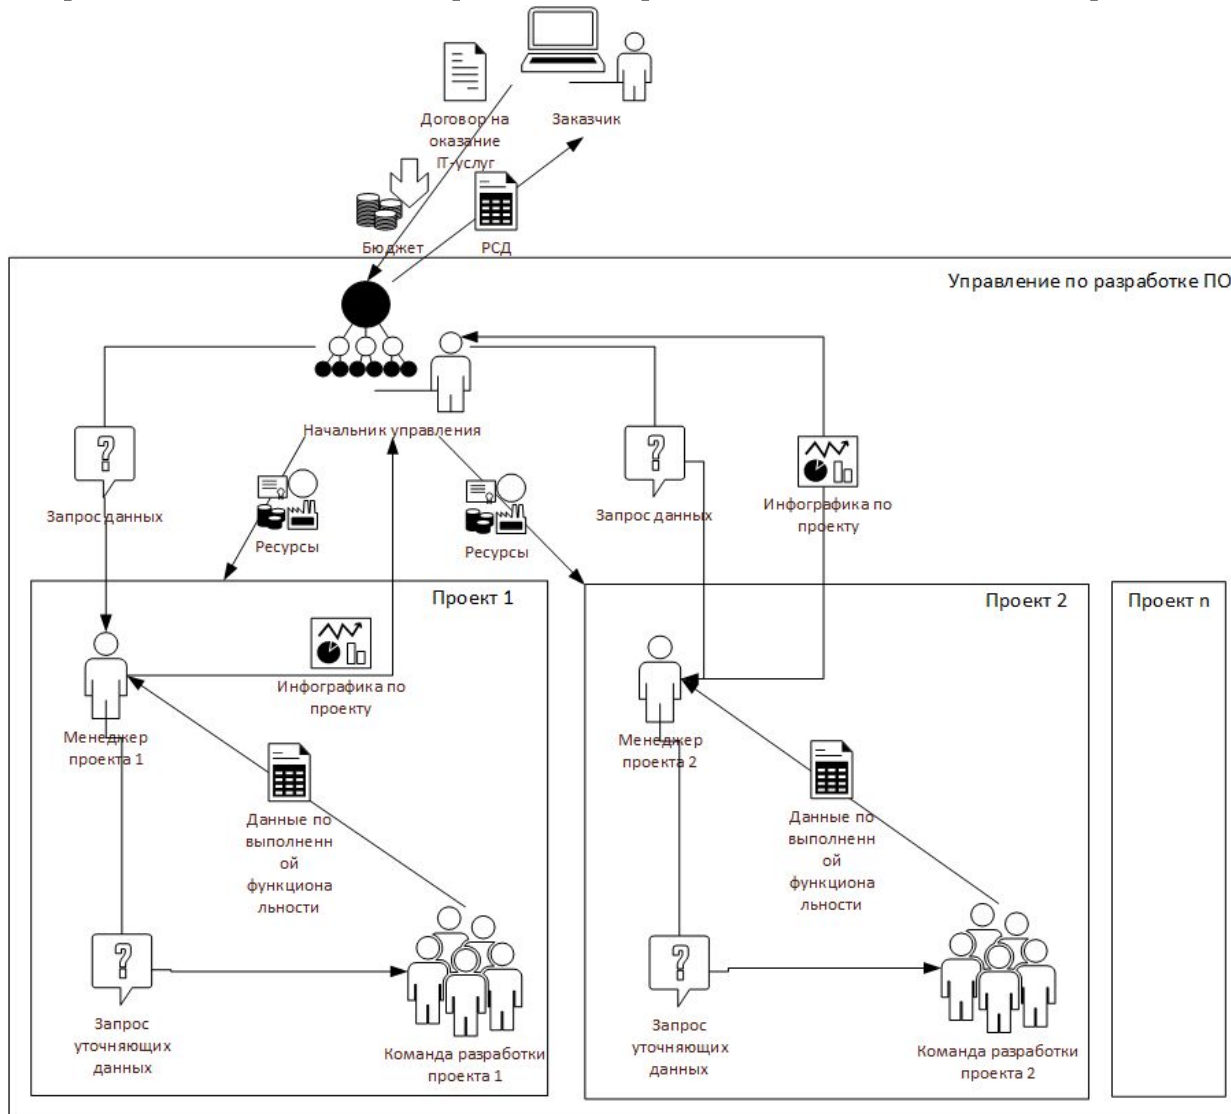 Договор на
оказание
IT-услуг
Заказчик
Бюджет
РСД
Управление по разработке ПО
Начальник управления
Запрос данных
Ресурсы
Ресурсы
Запрос данных
Инфографика по
проекту
Проект 1
Проект 2
Проект n
Инфографика по
проекту
Менеджер
проекта 1
Менеджер
проекта 2
Данные по
выполненн
ой
функциона
льности
Данные по
выполненн
ой
функциона
льности
Запрос
уточняющих
данных
Команда разработки
проекта 1
Запрос
уточняющих
данных
Команда разработки
проекта 2